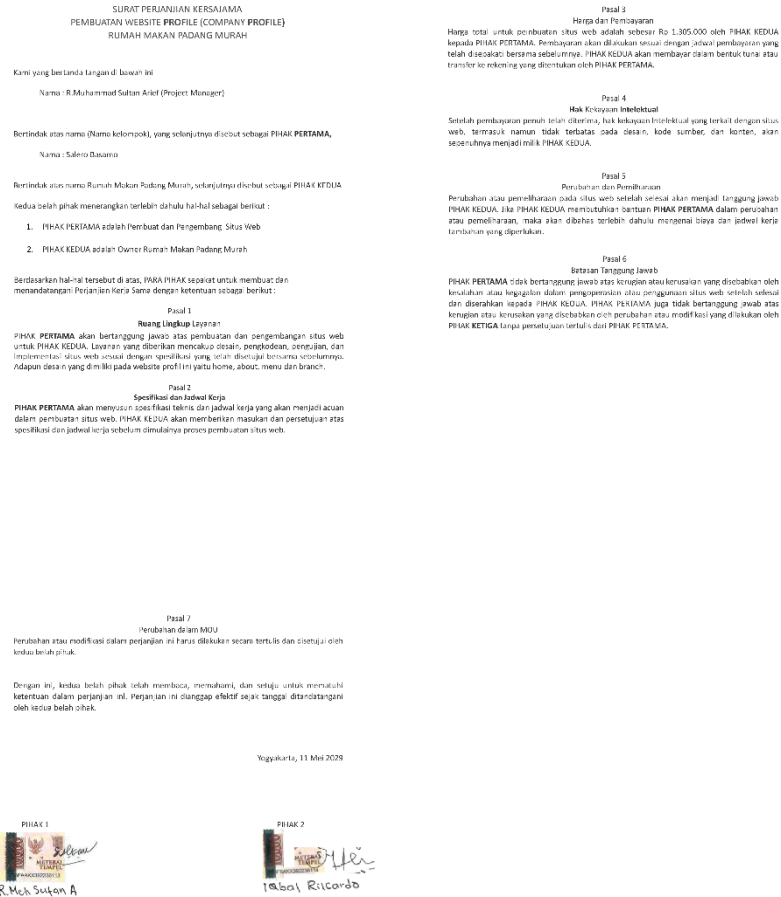 SURAT PERJANJIAN KERSAJAMA
PEMBUATAN WEBSITE PROFILE (COMPANY PROFILE)
RUMAH MAKAN PADANG MURAH
Kami yang bertanda tangan di bawah ini
Nama : R.Muhammad Sultan Arief (Project Manager)
Bertindak atas nama (Nama kelompok), yang selanjutnya disebut sebagai PIHAK PERTAMA,
Nama : Salero Basamo
Bertindak atas nama Rumah Makan Padang Murah, selanjutnya disebut sebagai PIHAK KEDUA
Kedua belah pihak menerangkan terlebih dahulu hal-hal sebagai berikut :
1. PIHAK PERTAMA adalah Pembuat dan Pengembang Situs Web
2. PIHAK KEDUA adalah Owner Rumah Makan Padang Murah
Berdasarkan hal-hal tersebut di atas, PARA PIHAK sepakat untuk membuat dan
menandatangani Perjanjian Kerja Sama dengan ketentuan sebagai berikut :
Pasal 1
Ruang Lingkup Layanan
PIHAK PERTAMA akan bertanggung jawab atas pembuatan dan pengembangan situs web
untuk PIHAK KEDUA. Layanan yang diberikan mencakup desain, pengkodean, pengujian, dan
implementasi situs web sesuai dengan spesifikasi yang telah disetujui bersama sebelumnya.
Adapun desain yang dimiliki pada website profil ini yaitu home, about, menu dan branch.
Pasal 2
Spesifikasi dan Jadwal Kerja
PIHAK PERTAMA akan menyusun spesifikasi teknis dan jadwal kerja yang akan menjadi acuan
dalam pembuatan situs web. PIHAK KEDUA akan memberikan masukan dan persetujuan atas
spesifikasi dan jadwal kerja sebelum dimulainya proses pembuatan situs web.
Pasal 3
Harga dan Pembayaran
Harga total untuk pembuatan situs web adalah sebesar Rp 1.305.000 oleh PIHAK KEDUA
kepada PIHAK PERTAMA. Pembayaran akan dilakukan sesuai dengan jadwal pembayaran yang
telah disepakati bersama sebelumnya. PIHAK KEDUA akan membayar dalam bentuk tunai atau
transfer ke rekening yang ditentukan oleh PIHAK PERTAMA.
Pasal 4
Hak Kekayaan Intelektual
Setelah pembayaran penuh telah diterima, hak kekayaan Intelektual yang terkait dengan situs
web, termasuk namun tidak terbatas pada desain, kode sumber, dan konten, akan
sepenuhnya menjadi milik PIHAK KEDUA.
Pasal 5
Perubahan dan Pemliharaan
Perubahan atau pemeliharaan pada situs web setelah selesai akan menjadi tanggung jawab
PIHAK KEDUA. Jika PIHAK KEDUA membutuhkan bantuan PIHAK PERTAMA dalam perubahan
atau pemeliharaan, maka akan dibahas terlebih dahulu mengenai biaya dan jadwal kerja
tambahan yang diperlukan.
Pasal 6
Batasan Tanggung Jawab
PIHAK PERTAMA tidak bertanggung jawab atas kerugian atau kerusakan yang disebabkan oleh
kesalahan atau kegagalan dalam pengoperasian atau penggunaan situs web setelah selesai
dan diserahkan kepada PIHAK KEDUA. PIHAK PERTAMA juga tidak bertanggung jawab atas
kerugian atau kerusakan yang disebabkan oleh perubahan atau modifikasi yang dilakukan oleh
PIHAK KETIGA tanpa persetujuan tertulis dari PIHAK PERTAMA.
Pasal 7
Perubahan dalam MOU
Perubahan atau modifikasi dalam perjanjian ini harus dilakukan secara tertulis dan disetujui oleh
kedua belah pihak.
Dengan ini, kedua belah pihak telah membaca, memahami, dan setuju untuk mematuhi
ketentuan dalam perjanjian ini. Perjanjian ini dianggap efektif sejak tanggal ditandatangani
oleh kedua belah pihak.
Yogyakarta, 11 Mei 2029
PIHAK 1
PIHAK 2
METERAI
TEMPEL
METERAI
TEMPEL
R.Moh Sultan A
Iqbal Riccardo